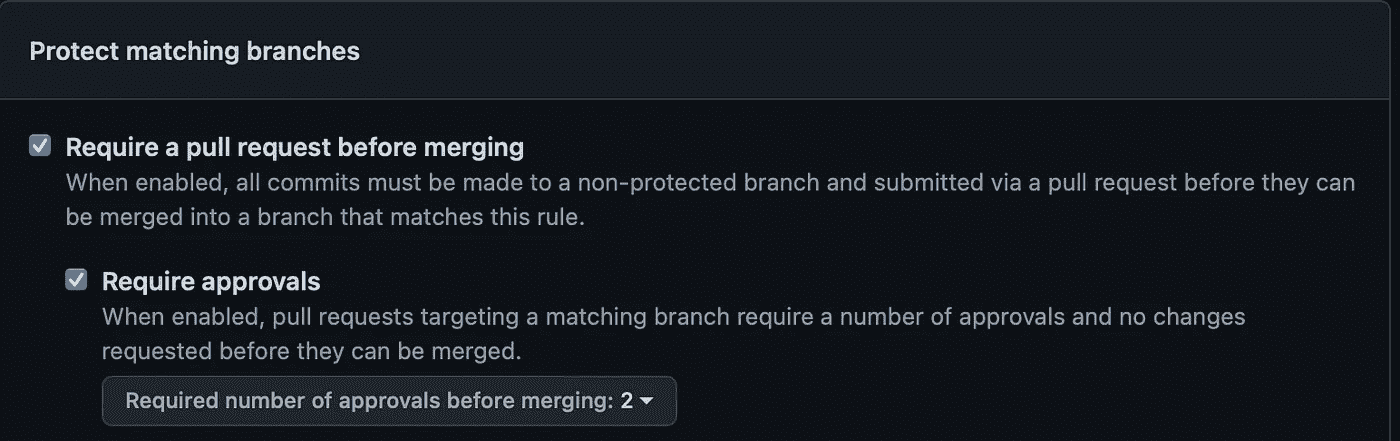 Protect matching branches
Require a pull request before merging
When enabled, all commits must be made to a non-protected branch and submitted via a pull request before they can
be merged into a branch that matches this rule.
Require approvals
When enabled, pull requests targeting a matching branch require a number of approvals and no changes
requested before they can be merged.
Required number of approvals before merging: 2